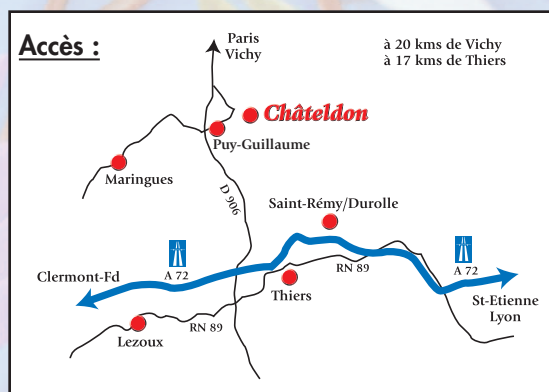 Accès :
Paris
Vichy
à 20 kms de Vichy
à 17 kms de Thiers
Châteldon
Puy-Guillaume
Maringues
D 906
Saint-Rémy/Durolle
Clermont-Fd
A 72
RN 89
A 72
Thiers
St-Etienne
Lyon
RN 89
Lezoux